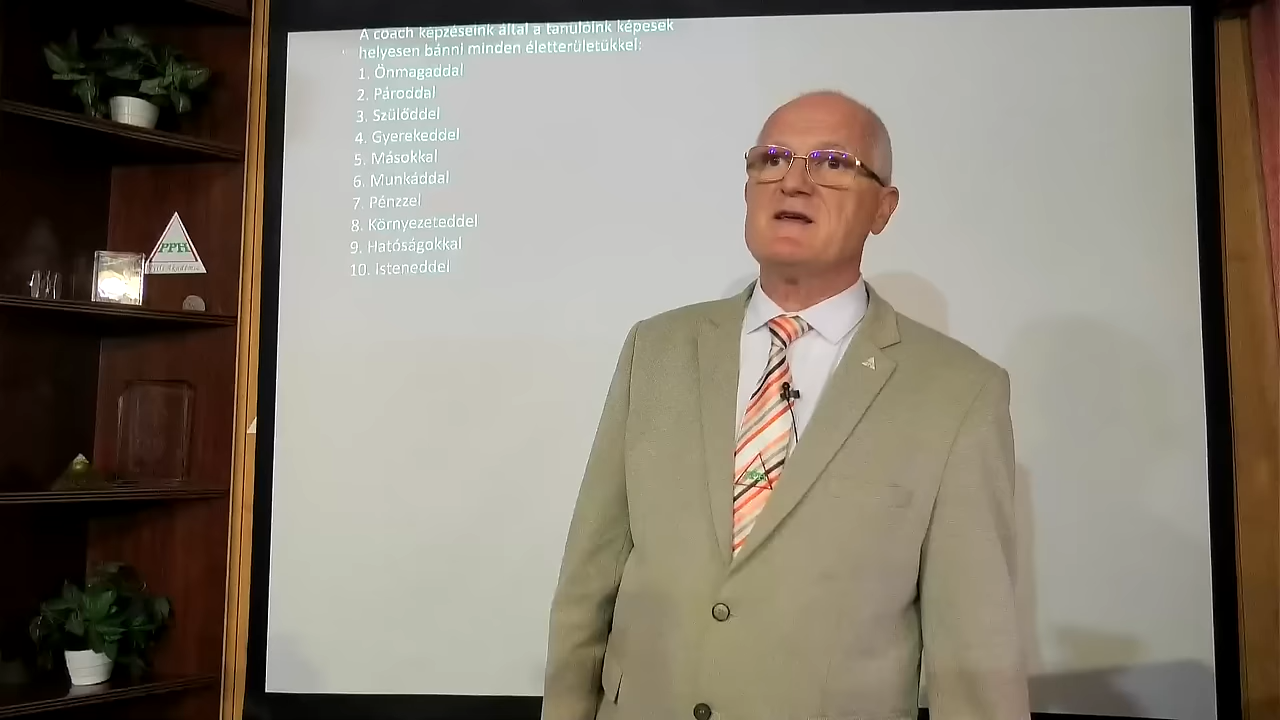 A coach képzéseink által a tanulóink képesek
helyesen bánni minden életterületükkel:
1. Önmagaddal
2. Pároddal
3. Szülőddel
4. Gyerekeddel
5. Másokkal
6. Munkáddal
7. Pénzzel
8. Környezeteddel
9. Hatóságokkal
10. Isteneddel
PPH
PPH